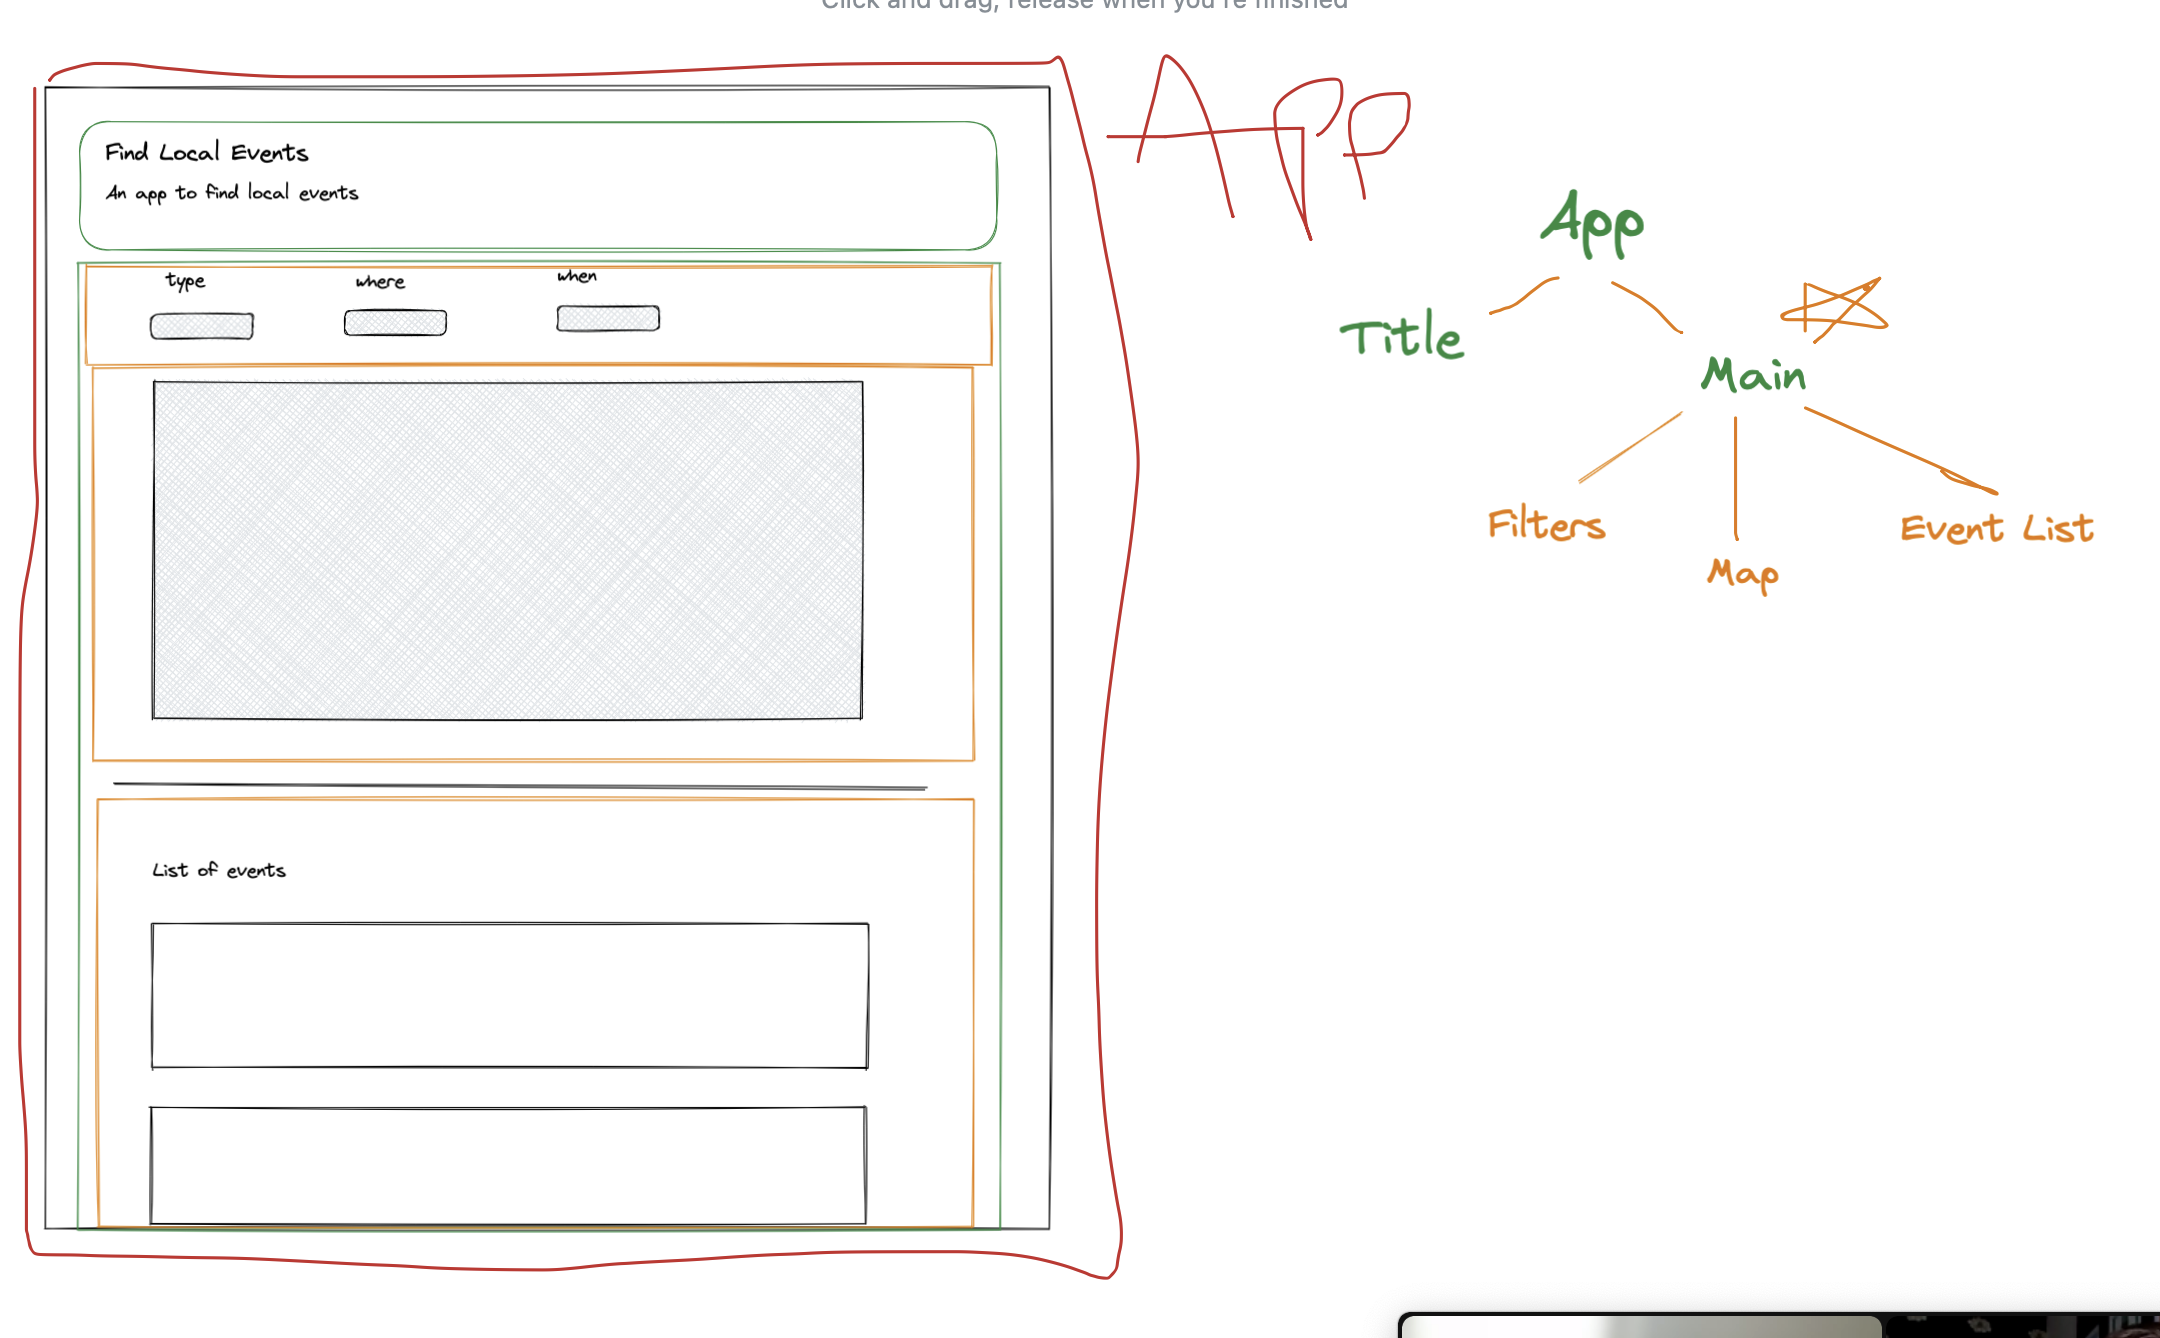 Click and drag, release when you're finished
App
Find Local Events
An app to find local events
type
where
when
List of events
App
Title
Main
Filters
Map
Event List